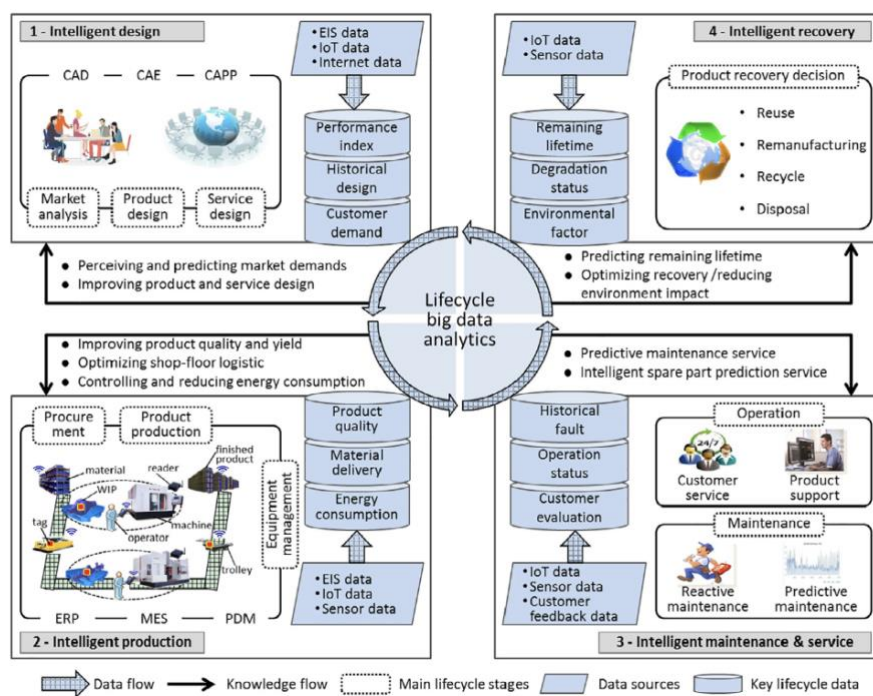 1 - Intelligent design
CAD CAE CAPP
Market
analysis
Product
design
Service
design
• EIS data
• IoT data
• Internet data
Performance
index
Historical
design
Customer
demand
• Perceiving and predicting market demands
• Improving product and service design
4 - Intelligent recovery
• IoT data
• Sensor data
Remaining
lifetime
Degradation
status
Environmental
factor
Product recovery decision
• Reuse
• Remanufacturing
• Recycle
• Disposal
• Predicting remaining lifetime
• Optimizing recovery /reducing
environment impact
Lifecycle
big data
analytics
• Improving product quality and yield
• Optimizing shop-floor logistic
• Controlling and reducing energy consumption
Procure
ment
Product
production
Equipment
management
material
reader
finished
product
WIP
tag
operator
machine
trolley
ERP MES PDM
2 - Intelligent production
Product
quality
Material
delivery
Energy
consumption
• EIS data
• IoT data
• Sensor data
• Predictive maintenance service
• Intelligent spare part prediction service
Historical
fault
Operation
status
Customer
evaluation
• IoT data
• Sensor data
• Customer
feedback data
Operation
24/7
Customer
service
Product
support
Maintenance
Reactive
maintenance
Predictive
maintenance
3 - Intelligent maintenance & service
Data flow
Knowledge flow
Main lifecycle stages
Data sources
Key lifecycle data